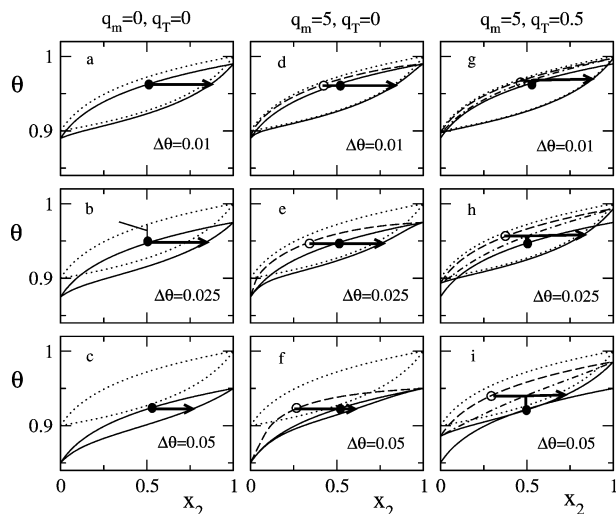 q_m=0, q_T=0 q_m=5, q_T=0 q_m=5, q_T=0.5
a d g
1
θ
0.9
Δθ=0.01 Δθ=0.01 Δθ=0.01
b e h
1
θ
0.9
Δθ=0.025 Δθ=0.025 Δθ=0.025
c f i
1
θ
0.9
Δθ=0.05 Δθ=0.05 Δθ=0.05
0 0.5 1 0 0.5 1 0 0.5 1
x_2 x_2 x_2